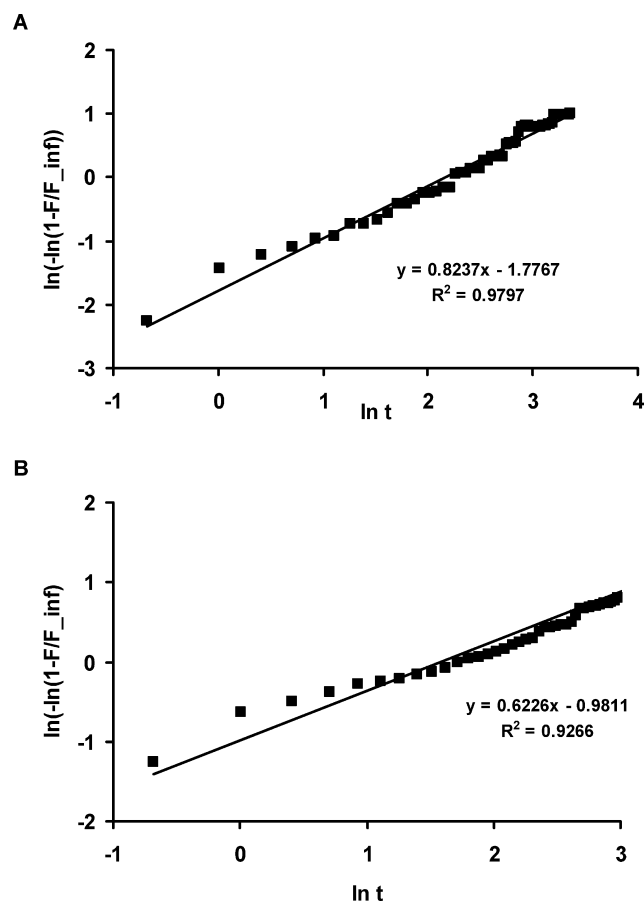 A
2
1
0
-1
-2
-3
ln(-ln(1-F/F_inf))
-1 0 1 2 3 4
ln t
y = 0.8237x - 1.7767
R² = 0.9797
B
2
1
0
-1
-2
ln(-ln(1-F/F_inf)
-1 0 1 2 3
ln t
y = 0.6226x - 0.9811
R² = 0.9266